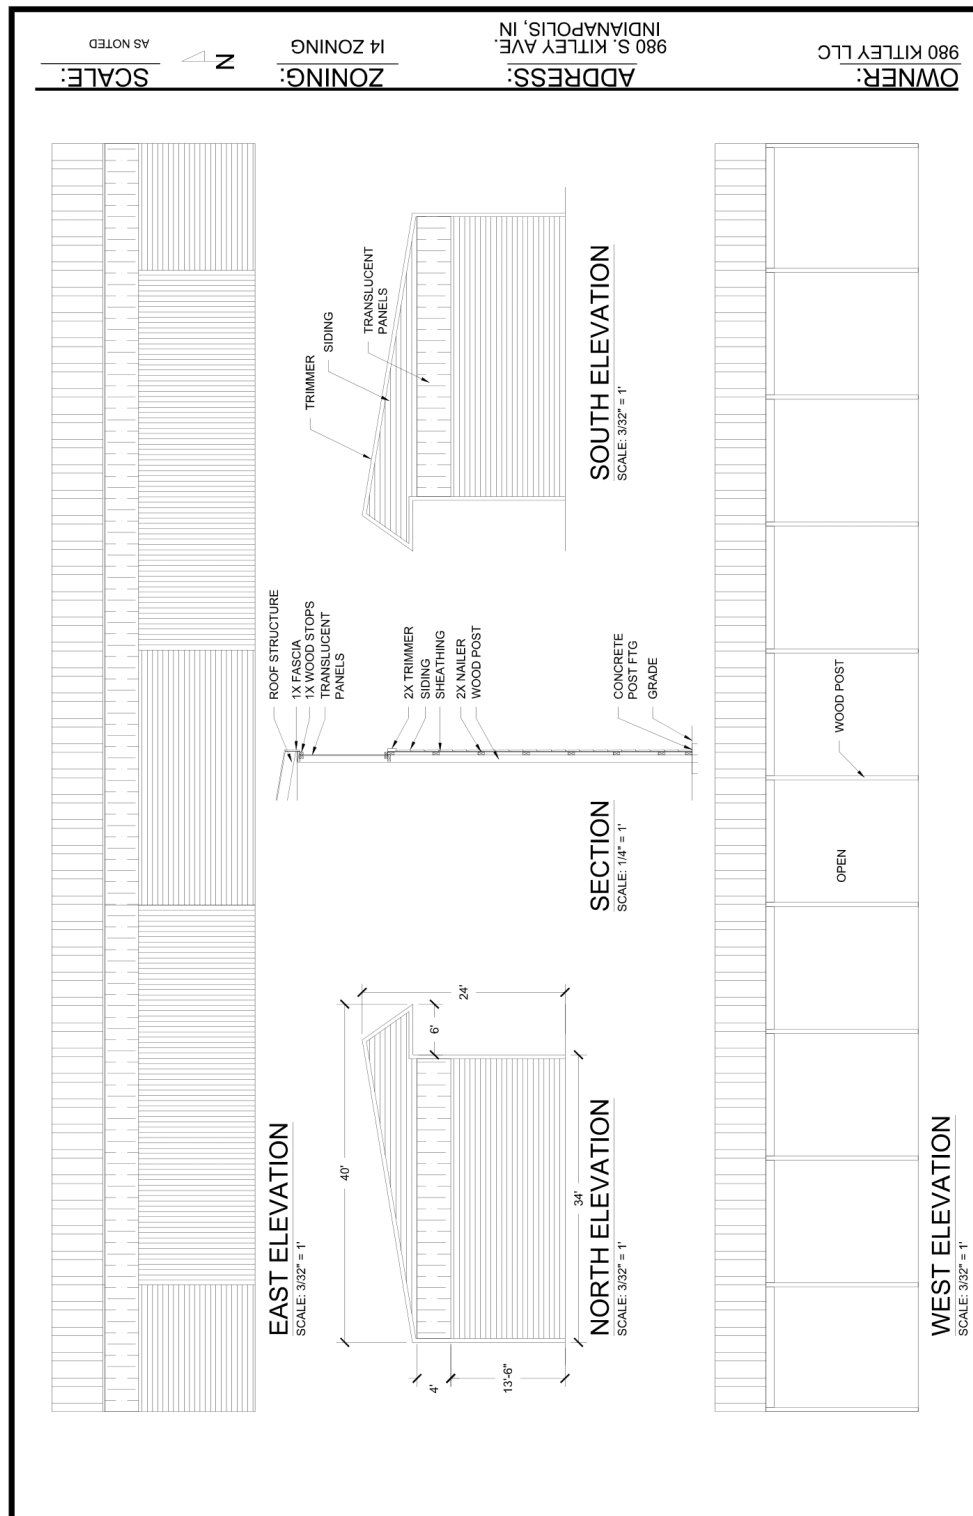 OWNER:
980 KITLEY LLC
ADDRESS:
980 S. KITLEY AVE.
INDIANAPOLIS, IN
ZONING:
I4 ZONING
N
SCALE:
AS NOTED
EAST ELEVATION
SCALE: 3/32" = 1'
40'
24'
6'
4'
13'-6"
34'
NORTH ELEVATION
SCALE: 3/32" = 1'
ROOF STRUCTURE
1X FASCIA
1X WOOD STOPS
TRANSLUCENT
PANELS
2X TRIMMER
SIDING
SHEATHING
2X NAILER
WOOD POST
CONCRETE
POST FTG
GRADE
SECTION
SCALE: 1/4" = 1'
TRIMMER
SIDING
TRANSLUCENT
PANELS
SOUTH ELEVATION
SCALE: 3/32" = 1'
OPEN
WOOD POST
WEST ELEVATION
SCALE: 3/32" = 1'